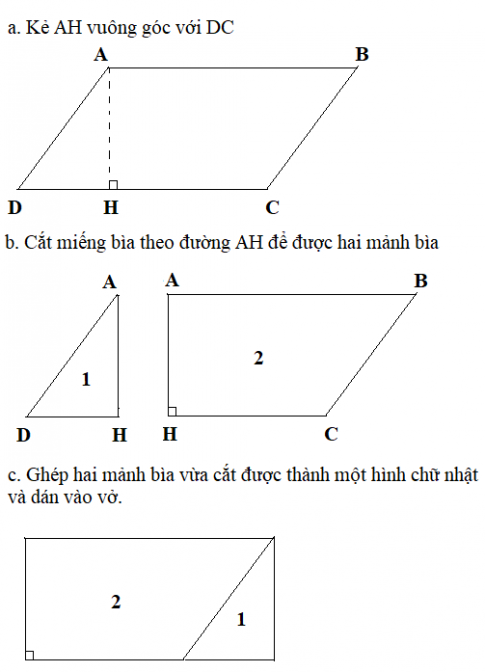 a. Kẻ AH vuông góc với DC
A B
D H C
b. Cắt miếng bìa theo đường AH để được hai mảnh bìa
A A B
1 2
D H H C
c. Ghép hai mảnh bìa vừa cắt được thành một hình chữ nhật
và dán vào vở.
2 1